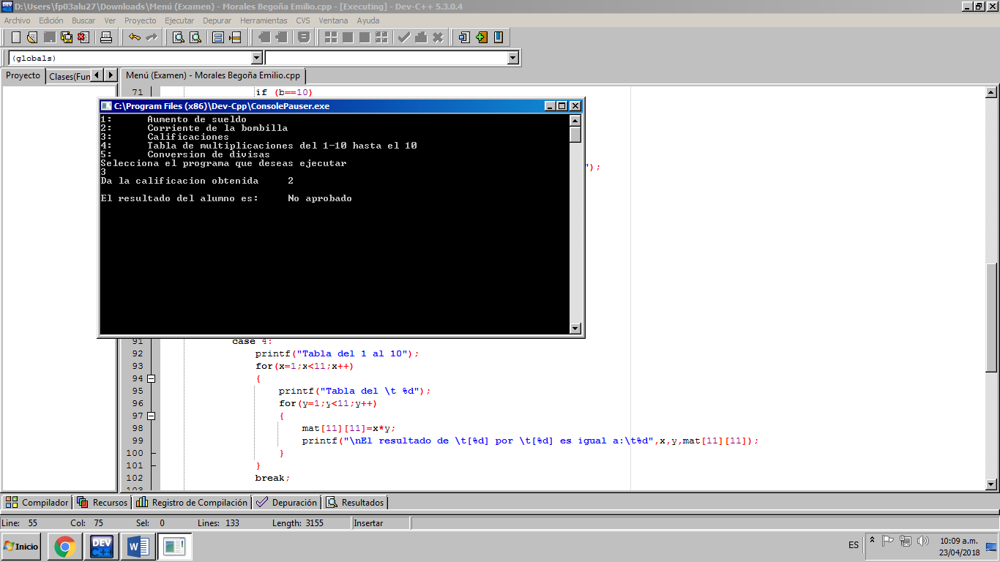 D:\Users\fp03alu27\Downloads\Menú (Examen) - Morales Begoña Emilio.cpp - [Executing] - Dev-C++ 5.3.0.4
Archivo Edición Buscar Ver Proyecto Ejecutar Depurar Herramientas CVS Ventana Ayuda
(globals)
Proyecto Clases(Fun Menú (Examen) - Morales Begoña Emilio.cpp
71 if (b==10)
C:\Program Files (x86)\Dev-Cpp\ConsolePauser.exe
1: Aumento de sueldo
2: Corriente de la bombilla
3: Calificaciones
4: Tabla de multiplicaciones del 1-10 hasta el 10
5: Conversion de divisas
Selecciona el programa que deseas ejecutar
3
Da la calificacion obtenida 2
El resultado del alumno es: No aprobado
");
91 case 4:
92 printf("Tabla del 1 al 10");
93 for(x=1;x<11;x++)
94 {
95 printf("Tabla del \t %d");
96 for(y=1;y<11;y++)
97 {
98 mat[11][11]=x*y;
99 printf("\nEl resultado de \t[%d] por \t[%d] es igual a:\t%d",x,y,mat[11][11]);
100 }
101 }
102 break;
103
Compilador Recursos Registro de Compilación Depuración Resultados
Line: 55 Col: 75 Sel: 0 Lines: 133 Length: 3155 Insertar
Inicio DEV C++ W ES 10:09 a.m.
23/04/2018